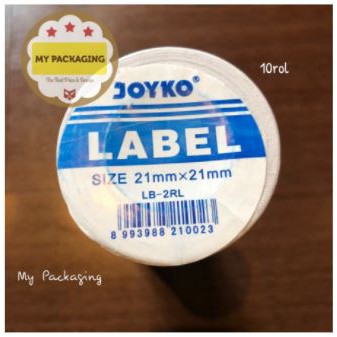 MY PACKAGING
The Best Price & Service
10rol
JOYKO®
LABEL
SIZE 21mm×21mm
LB-2RL
8 993988 210023
My Packaging